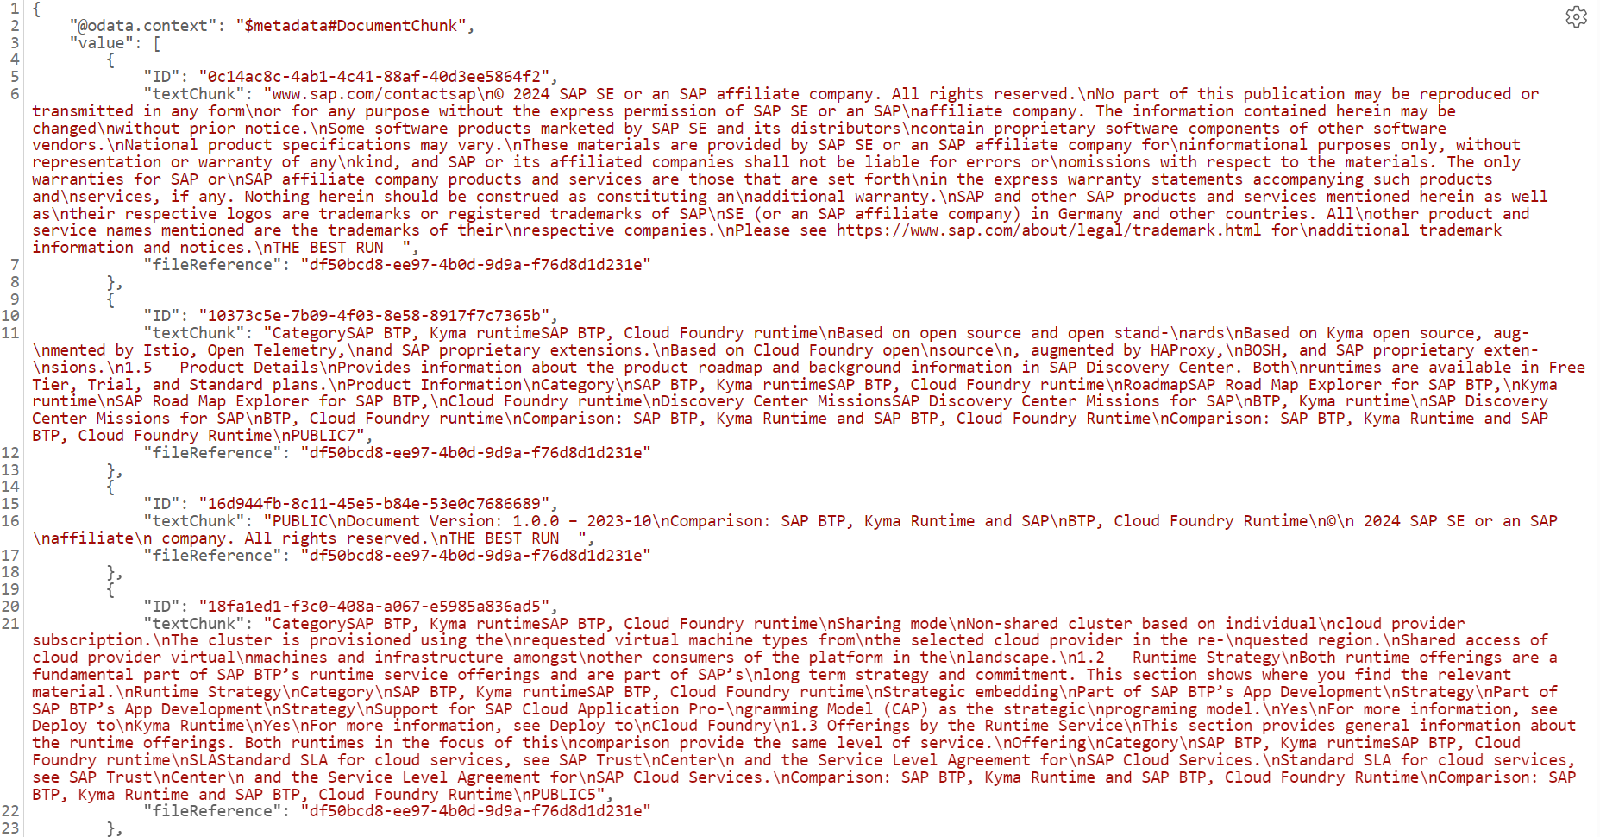 1 {
2 "@odata.context": "$metadata#DocumentChunk",
3 "value": [
4 {
5 "ID": "0c14ac8c-4ab1-4c41-88af-40d3ee5864f2",
6 "textChunk": "www.sap.com/contactsap\n© 2024 SAP SE or an SAP affiliate company. All rights reserved.\nNo part of this publication may be reproduced or
transmitted in any form\nor for any purpose without the express permission of SAP SE or an SAP\naffiliate company. The information contained herein may be
changed\nwithout prior notice.\nSome software products marketed by SAP SE and its distributors\ncontain proprietary software components of other software
vendors.\nNational product specifications may vary.\nThese materials are provided by SAP SE or an SAP affiliate company for\ninformational purposes only, without
representation or warranty of any\nkind, and SAP or its affiliated companies shall not be liable for errors or\nomissions with respect to the materials. The only
warranties for SAP or\nSAP affiliate company products and services are those that are set forth\nin the express warranty statements accompanying such products
and\nservices, if any. Nothing herein should be construed as constituting an\nadditional warranty.\nSAP and other SAP products and services mentioned herein as well
as\ntheir respective logos are trademarks or registered trademarks of SAP\nSE (or an SAP affiliate company) in Germany and other countries. All\nother product and
service names mentioned are the trademarks of their\nrespective companies.\nPlease see https://www.sap.com/about/legal/trademark.html for\nadditional trademark
information and notices.\nTHE BEST RUN  ",
7 "fileReference": "df50bcd8-ee97-4b0d-9d9a-f76d8d1d231e"
8 },
9 {
10 "ID": "10373c5e-7b09-4f03-8e58-8917f7c7365b",
11 "textChunk": "CategorySAP BTP, Kyma runtimeSAP BTP, Cloud Foundry runtime\nBased on open source and open stand-\nards\nBased on Kyma open source, aug-
\nmented by Istio, Open Telemetry,\nand SAP proprietary extensions.\nBased on Cloud Foundry open\nsource\n, augmented by HAProxy,\nBOSH, and SAP proprietary exten-
\nsions.\n1.5   Product Details\nProvides information about the product roadmap and background information in SAP Discovery Center. Both\nruntimes are available in Free
Tier, Trial, and Standard plans.\nProduct Information\nCategory\nSAP BTP, Kyma runtimeSAP BTP, Cloud Foundry runtime\nRoadmapSAP Road Map Explorer for SAP BTP,\nKyma
runtime\nSAP Road Map Explorer for SAP BTP,\nCloud Foundry runtime\nDiscovery Center MissionsSAP Discovery Center Missions for SAP\nBTP, Kyma runtime\nSAP Discovery
Center Missions for SAP\nBTP, Cloud Foundry runtime\nComparison: SAP BTP, Kyma Runtime and SAP BTP, Cloud Foundry Runtime\nComparison: SAP BTP, Kyma Runtime and SAP
BTP, Cloud Foundry Runtime\nPUBLIC7",
12 "fileReference": "df50bcd8-ee97-4b0d-9d9a-f76d8d1d231e"
13 },
14 {
15 "ID": "16d944fb-8c11-45e5-b84e-53e0c7686689",
16 "textChunk": "PUBLIC\nDocument Version: 1.0.0 – 2023-10\nComparison: SAP BTP, Kyma Runtime and SAP\nBTP, Cloud Foundry Runtime\n©\n 2024 SAP SE or an SAP
\naffiliate\n company. All rights reserved.\nTHE BEST RUN  ",
17 "fileReference": "df50bcd8-ee97-4b0d-9d9a-f76d8d1d231e"
18 },
19 {
20 "ID": "18fa1ed1-f3c0-408a-a067-e5985a836ad5",
21 "textChunk": "CategorySAP BTP, Kyma runtimeSAP BTP, Cloud Foundry runtime\nSharing mode\nNon-shared cluster based on individual\ncloud provider
subscription.\nThe cluster is provisioned using the\nrequested virtual machine types from\nthe selected cloud provider in the re-\nquested region.\nShared access of
cloud provider virtual\nmachines and infrastructure amongst\nother consumers of the platform in the\nlandscape.\n1.2   Runtime Strategy\nBoth runtime offerings are a
fundamental part of SAP BTP’s runtime service offerings and are part of SAP’s\nlong term strategy and commitment. This section shows where you find the relevant
material.\nRuntime Strategy\nCategory\nSAP BTP, Kyma runtimeSAP BTP, Cloud Foundry runtime\nStrategic embedding\nPart of SAP BTP’s App Development\nStrategy\nPart of
SAP BTP’s App Development\nStrategy\nSupport for SAP Cloud Application Pro-\ngramming Model (CAP) as the strategic\nprograming model.\nYes\nFor more information, see
Deploy to\nKyma Runtime\nYes\nFor more information, see Deploy to\nCloud Foundry\n1.3 Offerings by the Runtime Service\nThis section provides general information about
the runtime offerings. Both runtimes in the focus of this\ncomparison provide the same level of service.\nOffering\nCategory\nSAP BTP, Kyma runtimeSAP BTP, Cloud
Foundry runtime\nSLAStandard SLA for cloud services, see SAP Trust\nCenter\n and the Service Level Agreement for\nSAP Cloud Services.\nStandard SLA for cloud services,
see SAP Trust\nCenter\n and the Service Level Agreement for\nSAP Cloud Services.\nComparison: SAP BTP, Kyma Runtime and SAP BTP, Cloud Foundry Runtime\nComparison: SAP
BTP, Kyma Runtime and SAP BTP, Cloud Foundry Runtime\nPUBLIC5",
22 "fileReference": "df50bcd8-ee97-4b0d-9d9a-f76d8d1d231e"
23 },